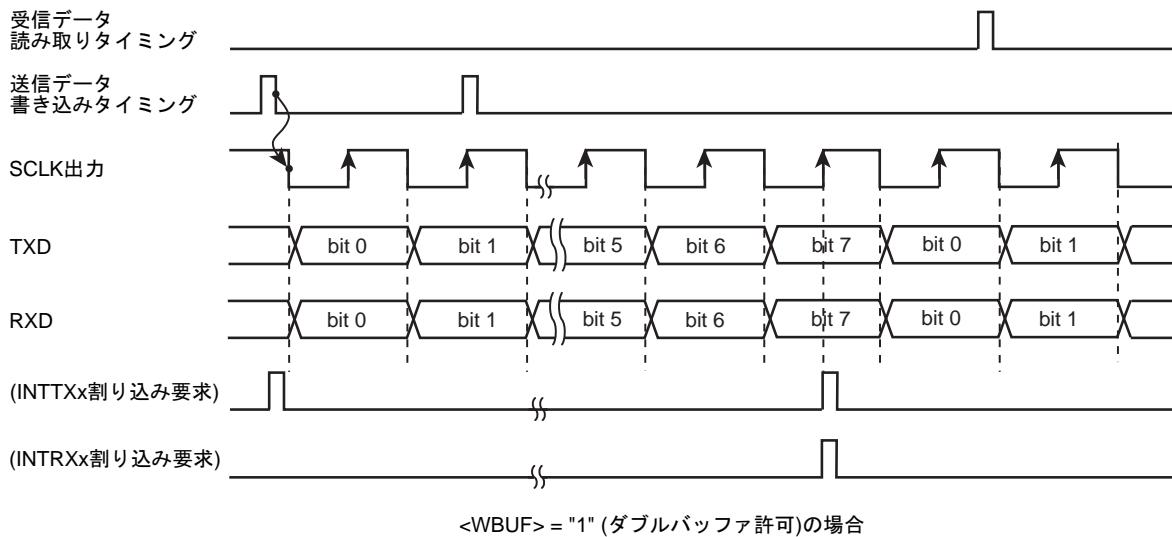 受信データ
読み取りタイミング
送信データ
書き込みタイミング
SCLK出力
TXD
bit 0 bit 1 bit 5 bit 6 bit 7 bit 0 bit 1
RXD
bit 0 bit 1 bit 5 bit 6 bit 7 bit 0 bit 1
(INTTXx割り込み要求)
(INTRXx割り込み要求)
<WBUF> = "1" (ダブルバッファ許可)の場合